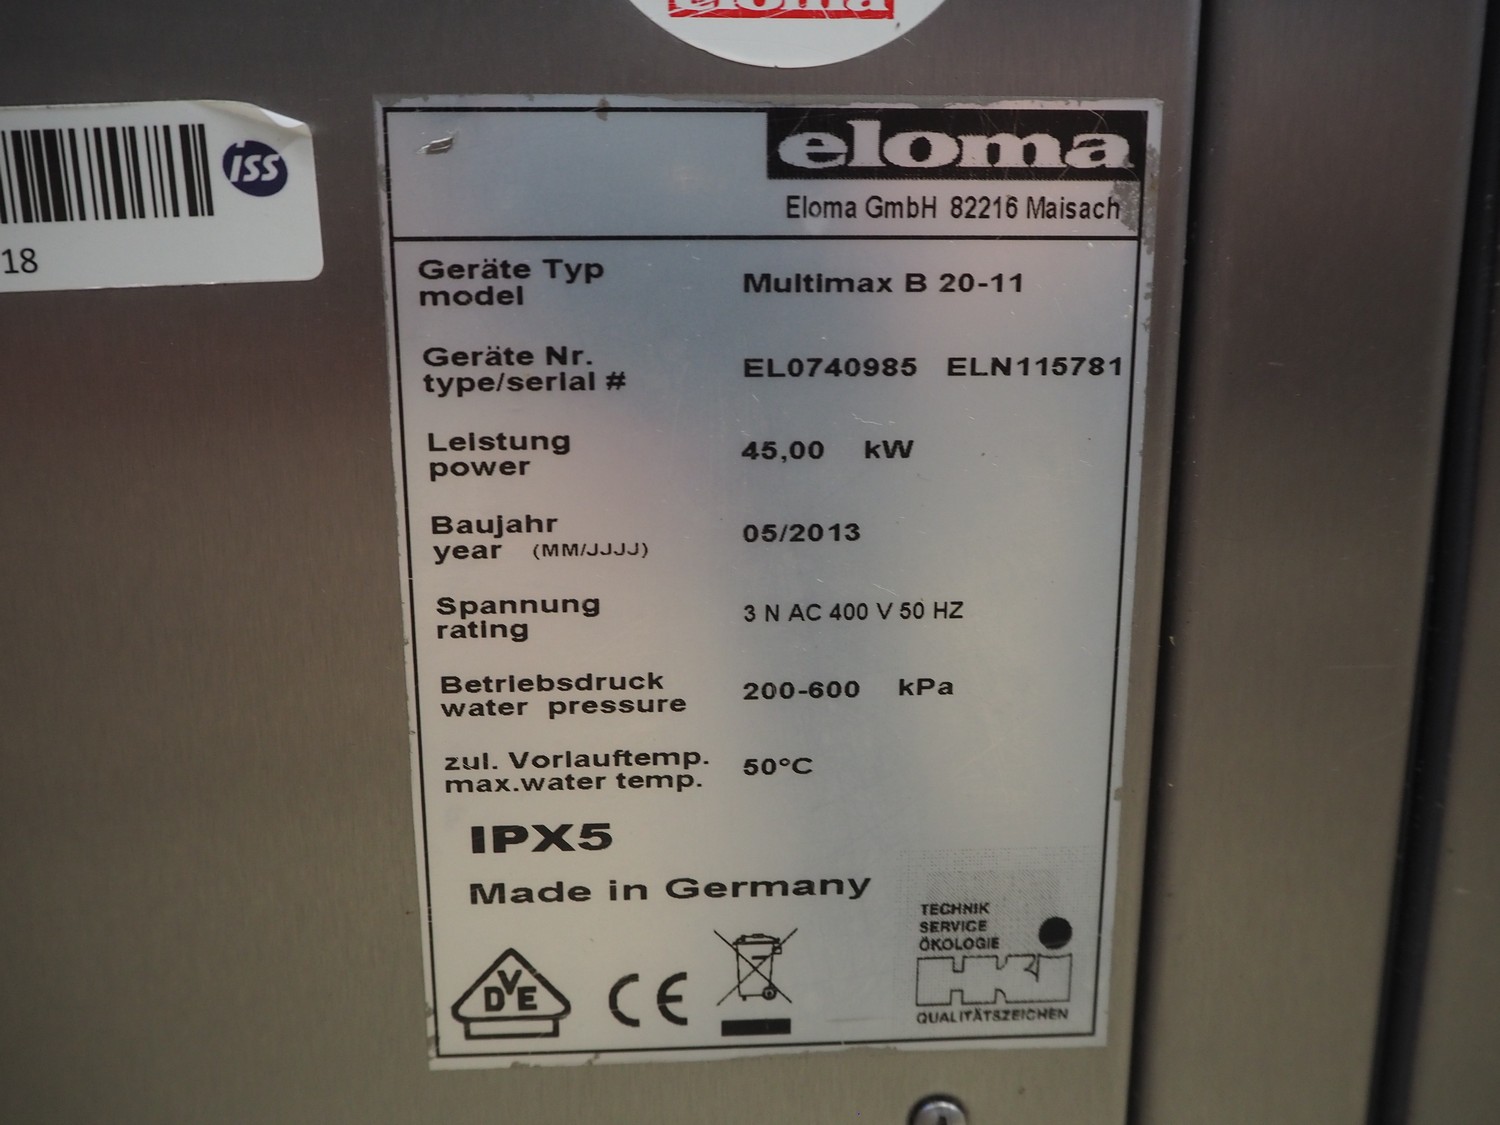 eloma
iss
18
eloma
Eloma GmbH 82216 Maisach
Geräte Typ
model
Multimax B 20-11
Geräte Nr.
type/serial #
EL0740985 ELN115781
Leistung
power
45,00 kW
Baujahr
year (MM/JJJJ)
05/2013
Spannung
rating
3 N AC 400 V 50 HZ
Betriebsdruck
water pressure
200-600 kPa
zul. Vorlauftemp.
max.water temp.
50°C
IPX5
Made in Germany
TECHNIK
SERVICE
ÖKOLOGIE
HKi
QUALITÄTSZEICHEN
DVE
CE